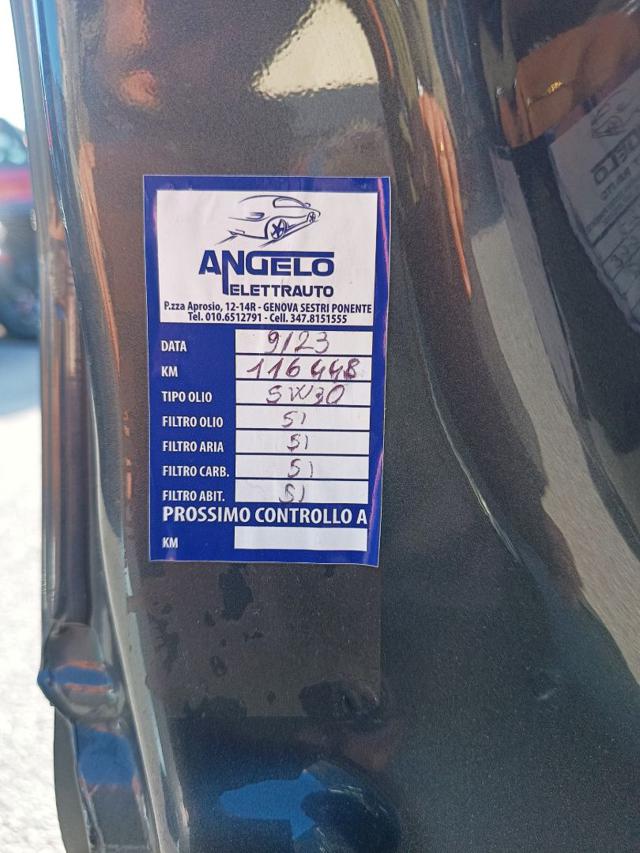 ANGELO
ELETTRAUTO
P.zza Aprosio, 12-14R - GENOVA SESTRI PONENTE
Tel. 010.6512791 - Cell. 347.8151555
DATA 9/23
KM 116448
TIPO OLIO 5W30
FILTRO OLIO SI
FILTRO ARIA SI
FILTRO CARB. SI
FILTRO ABIT. SI
PROSSIMO CONTROLLO A
KM